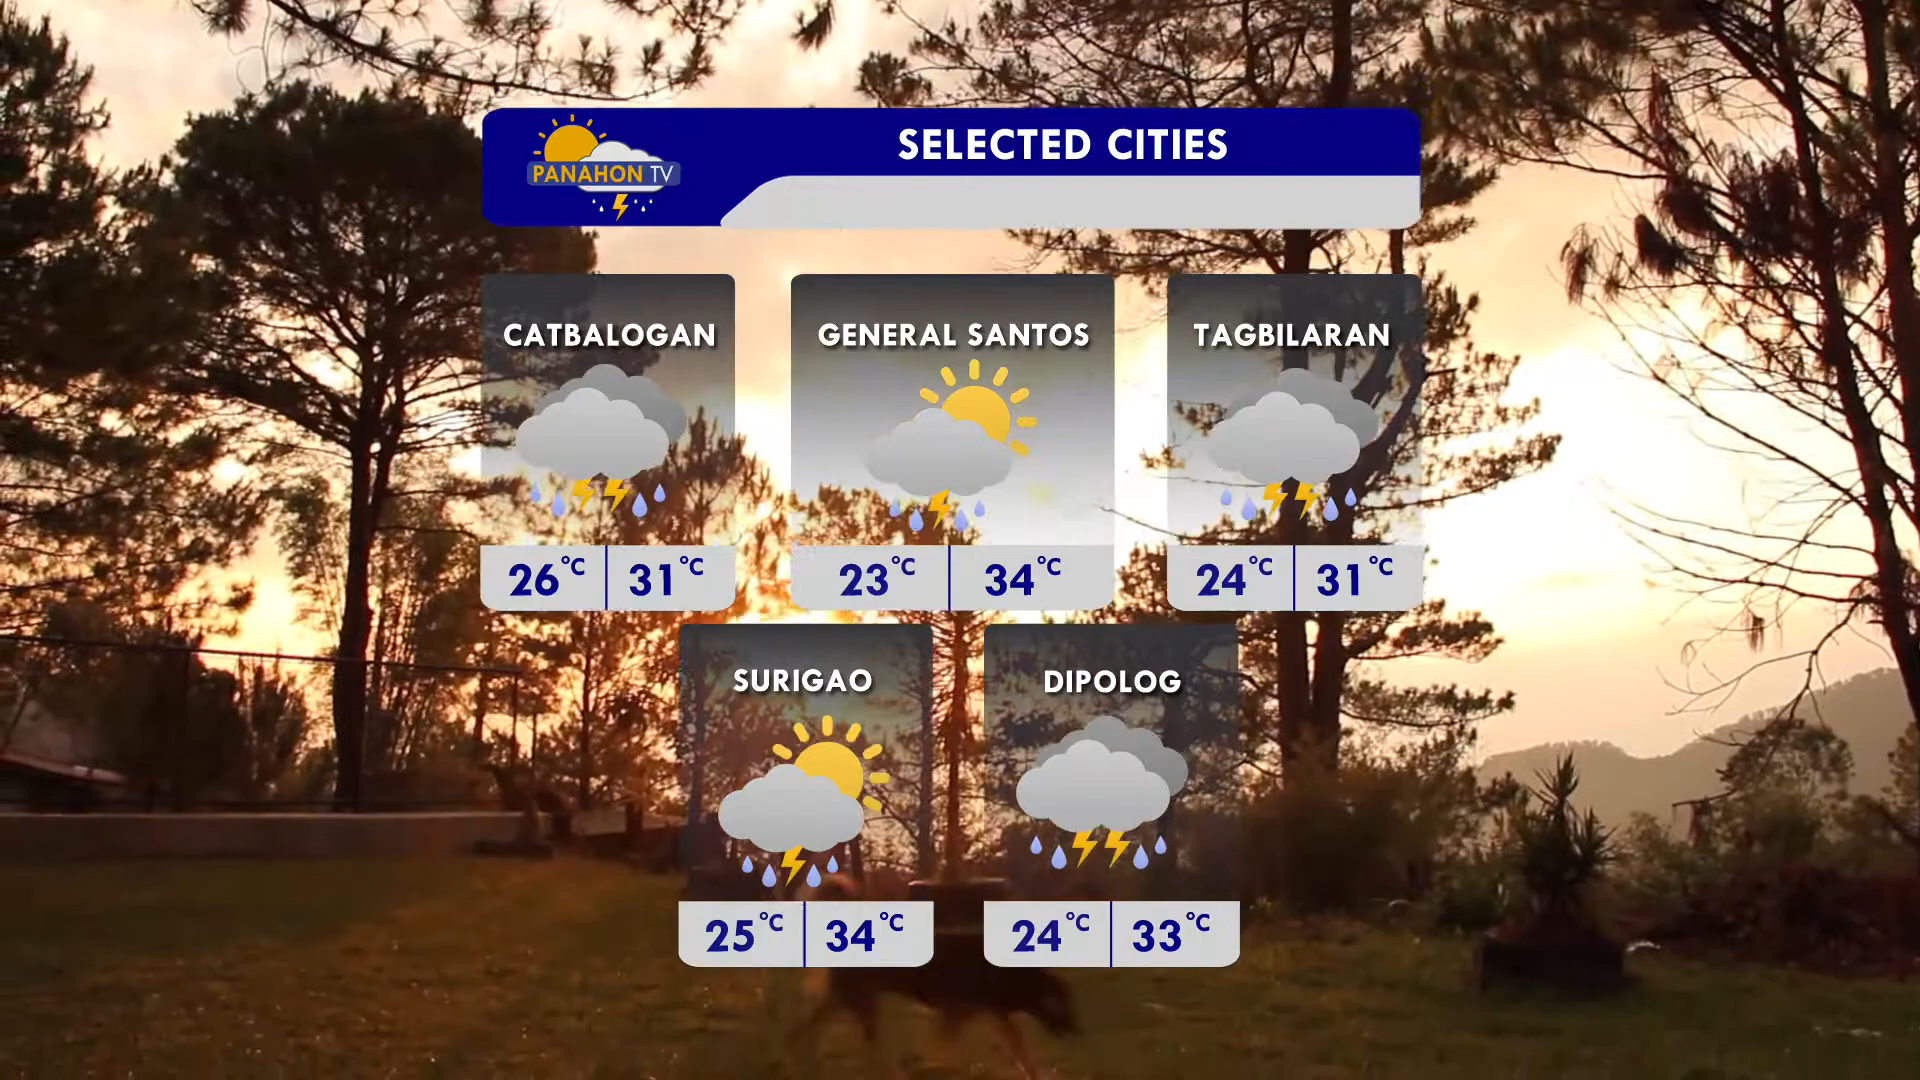 PANAHON TV
SELECTED CITIES
CATBALOGAN
26°C 31°C
GENERAL SANTOS
23°C 34°C
TAGBILARAN
24°C 31°C
SURIGAO
25°C 34°C
DIPOLOG
24°C 33°C